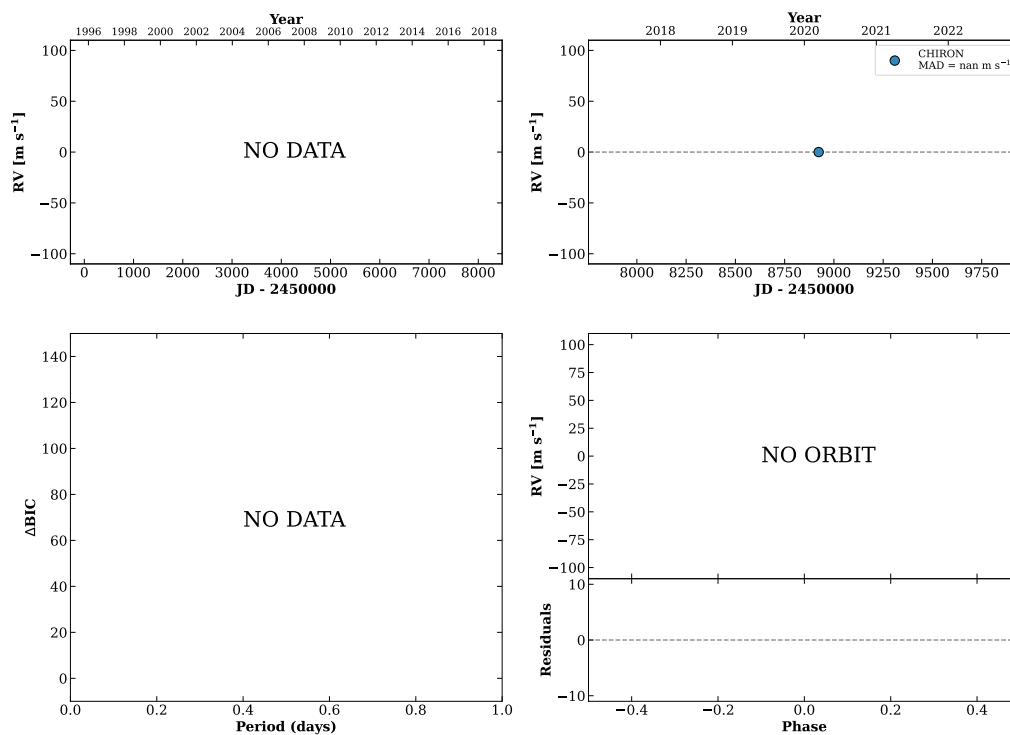 Year
1996 1998 2000 2002 2004 2006 2008 2010 2012 2014 2016 2018
100
50
0
−50
−100
RV [m s⁻¹]
NO DATA
0 1000 2000 3000 4000 5000 6000 7000 8000
JD - 2450000
Year
2018 2019 2020 2021 2022
100
50
0
−50
−100
RV [m s⁻¹]
CHIRON
MAD = nan m s⁻¹
8000 8250 8500 8750 9000 9250 9500 9750
JD - 2450000
140
120
100
80
60
40
20
0
ΔBIC
NO DATA
0.0 0.2 0.4 0.6 0.8 1.0
Period (days)
100
75
50
25
0
−25
−50
−75
−100
RV [m s⁻¹]
NO ORBIT
10
0
−10
Residuals
−0.4 −0.2 0.0 0.2 0.4
Phase